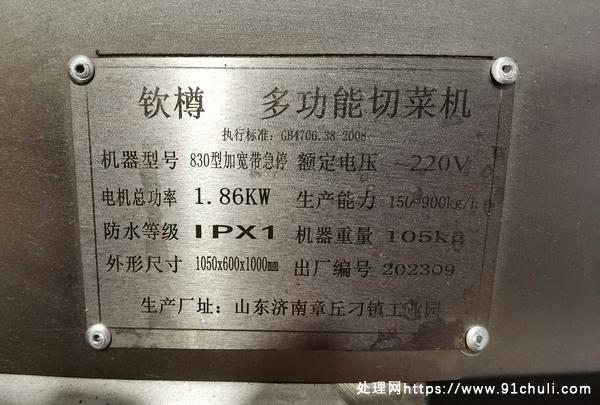 钦樽 多功能切菜机
执行标准：GB4706.38-2008
机器型号 830型加宽带急停 额定电压 ~220V
电机总功率 1.86KW 生产能力 150-900kg/h
防水等级 IPX1 机器重量 105kg
外形尺寸 1050x600x1000mm 出厂编号 202309
生产厂址：山东济南章丘刁镇工业园
处理网https://www.91chuli.com/